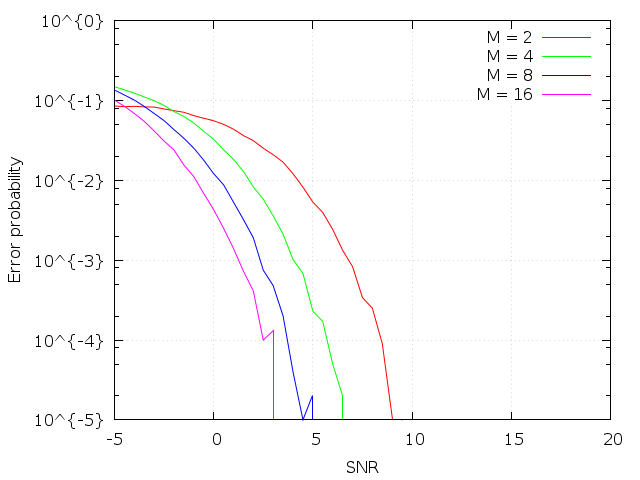 10^{0}
10^{-1}
10^{-2}
10^{-3}
10^{-4}
10^{-5}
Error probability
M = 2
M = 4
M = 8
M = 16
-5
0
5
10
15
20
SNR